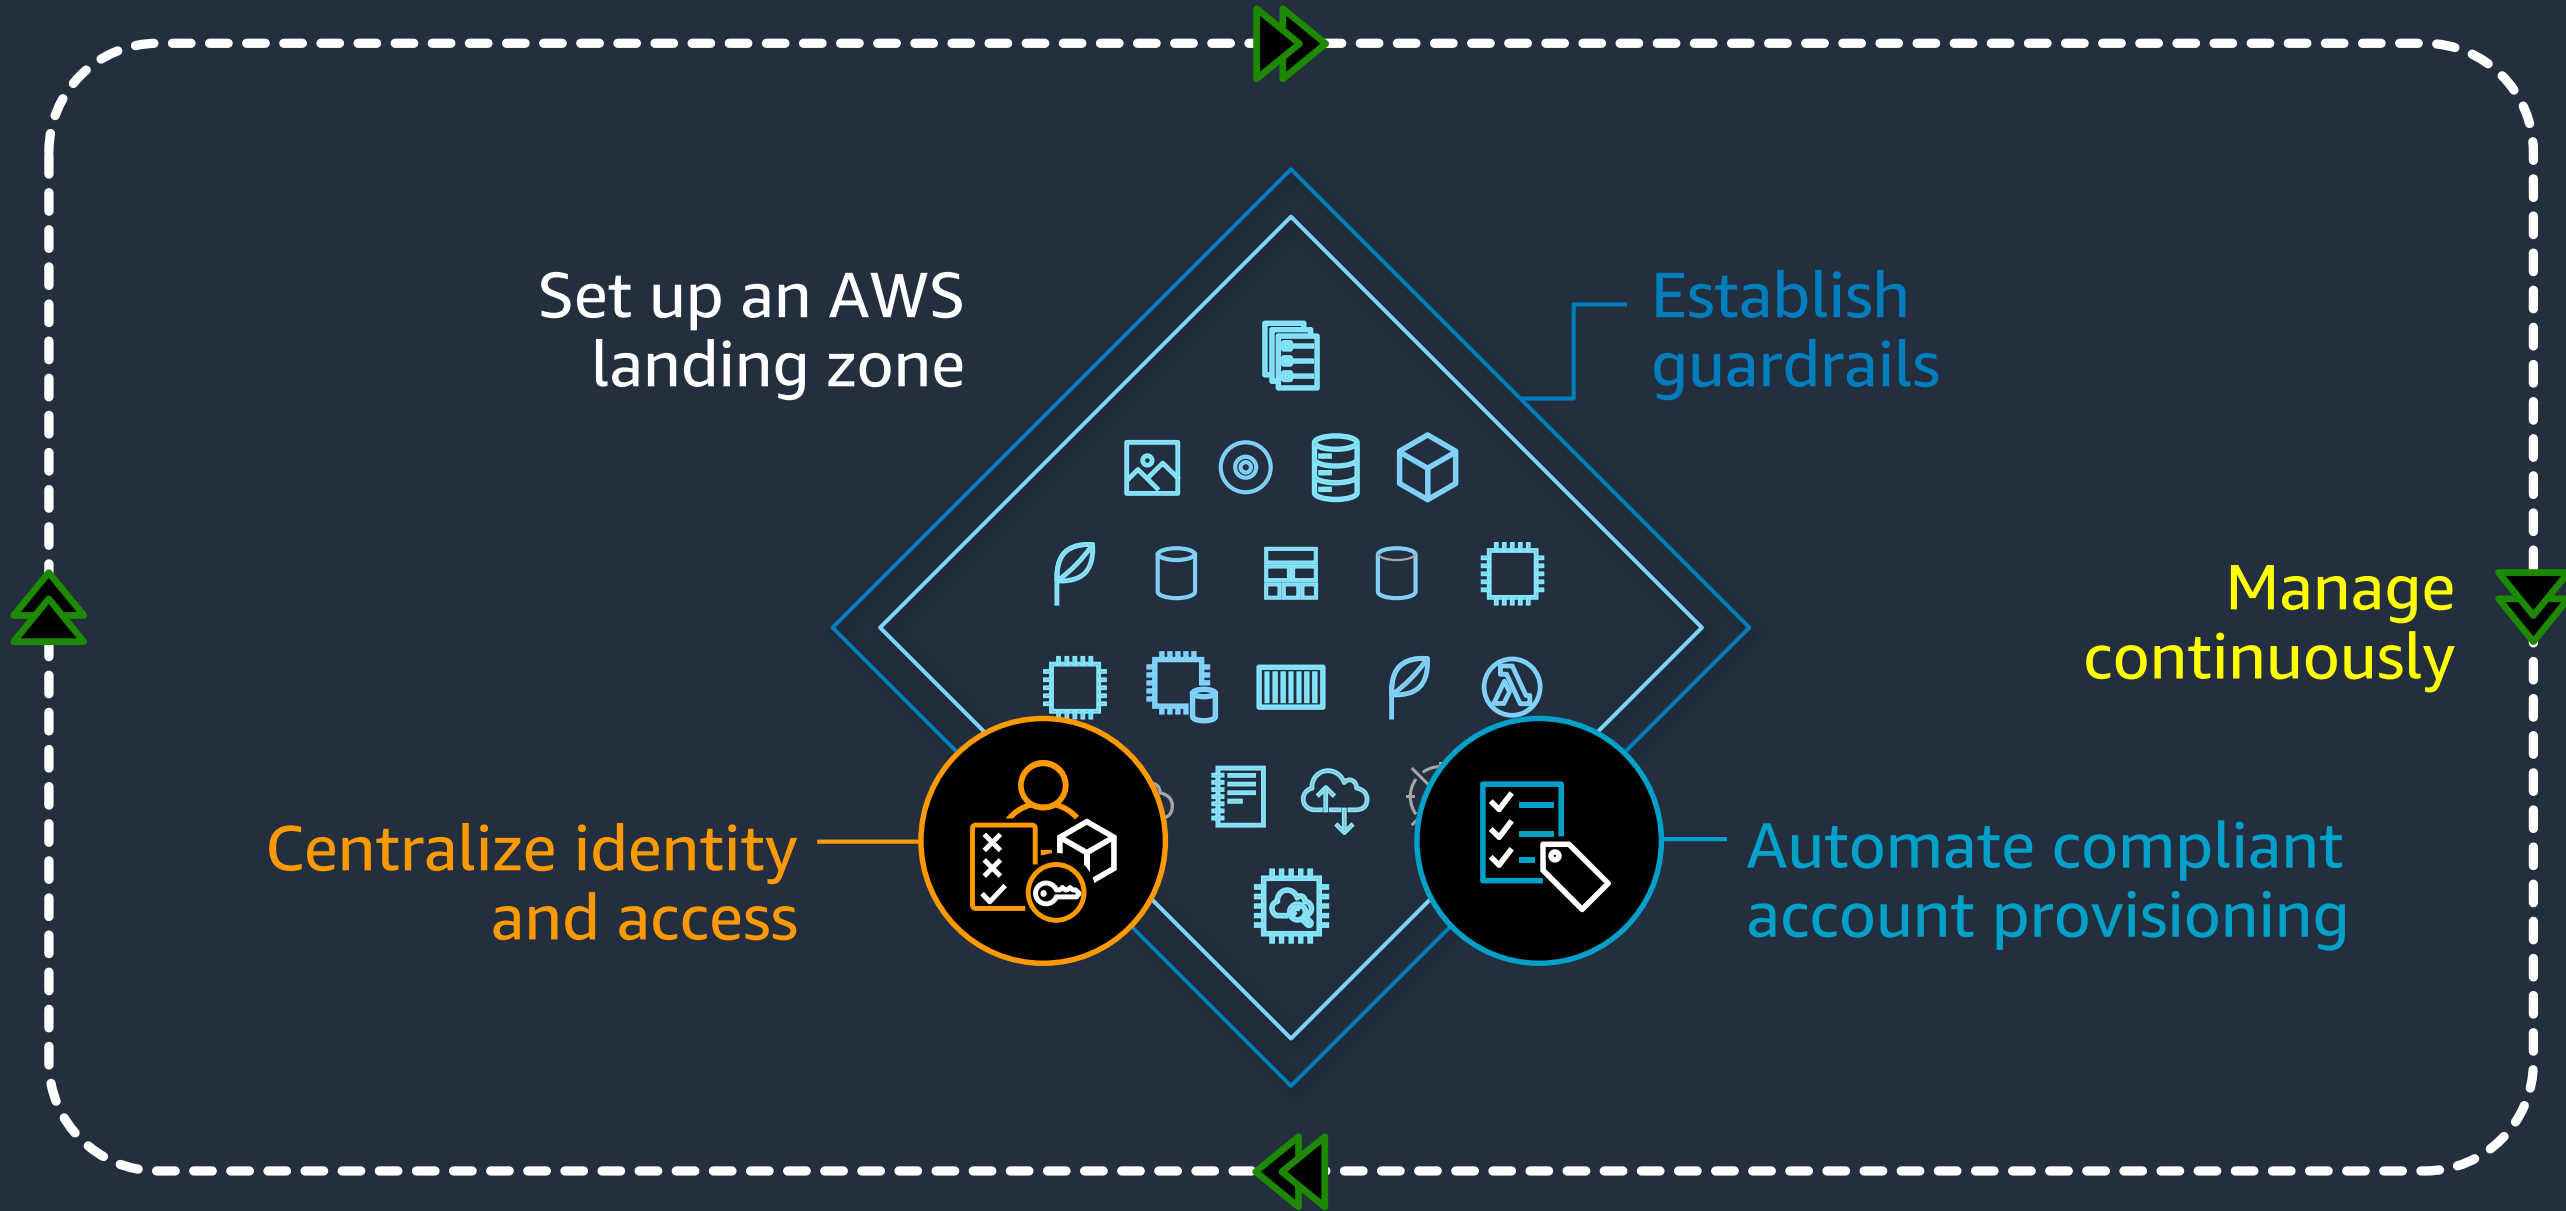 Set up an AWS
landing zone
Establish
guardrails
Manage
continuously
Centralize identity
and access
Automate compliant
account provisioning